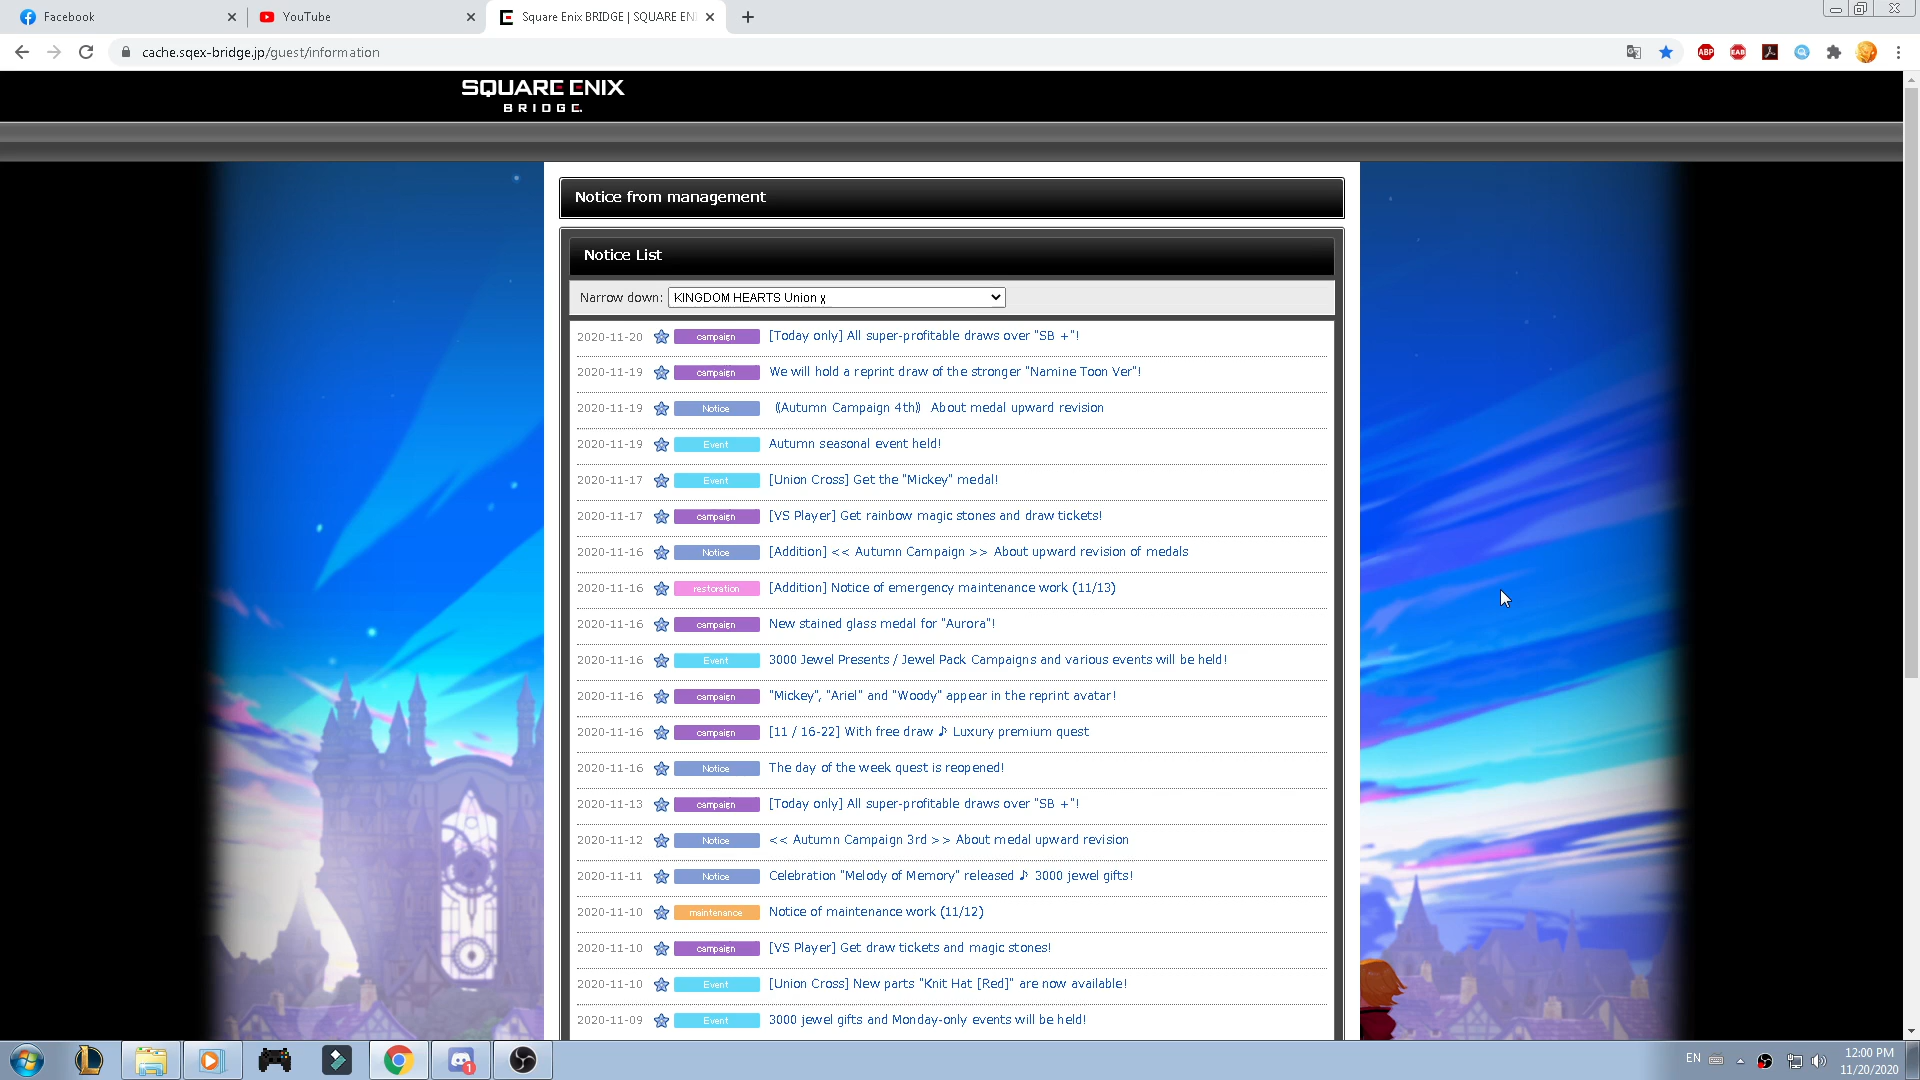 Facebook
YouTube
Square Enix BRIDGE | SQUARE EN
cache.sqex-bridge.jp/guest/information
ABP
EAB
SQUARE ENIX
BRIDGE
Notice from management
Notice List
Narrow down: KINGDOM HEARTS Union χ
2020-11-20 campaign [Today only] All super-profitable draws over "SB +"!
2020-11-19 campaign We will hold a reprint draw of the stronger "Namine Toon Ver"!
2020-11-19 Notice 《Autumn Campaign 4th》 About medal upward revision
2020-11-19 Event Autumn seasonal event held!
2020-11-17 Event [Union Cross] Get the "Mickey" medal!
2020-11-17 campaign [VS Player] Get rainbow magic stones and draw tickets!
2020-11-16 Notice [Addition] << Autumn Campaign >> About upward revision of medals
2020-11-16 restoration [Addition] Notice of emergency maintenance work (11/13)
2020-11-16 campaign New stained glass medal for "Aurora"!
2020-11-16 Event 3000 Jewel Presents / Jewel Pack Campaigns and various events will be held!
2020-11-16 campaign "Mickey", "Ariel" and "Woody" appear in the reprint avatar!
2020-11-16 campaign [11 / 16-22] With free draw ♪ Luxury premium quest
2020-11-16 Notice The day of the week quest is reopened!
2020-11-13 campaign [Today only] All super-profitable draws over "SB +"!
2020-11-12 Notice << Autumn Campaign 3rd >> About medal upward revision
2020-11-11 Notice Celebration "Melody of Memory" released ♪ 3000 jewel gifts!
2020-11-10 maintenance Notice of maintenance work (11/12)
2020-11-10 campaign [VS Player] Get draw tickets and magic stones!
2020-11-10 Event [Union Cross] New parts "Knit Hat [Red]" are now available!
2020-11-09 Event 3000 jewel gifts and Monday-only events will be held!
1
EN
12:00 PM
11/20/2020